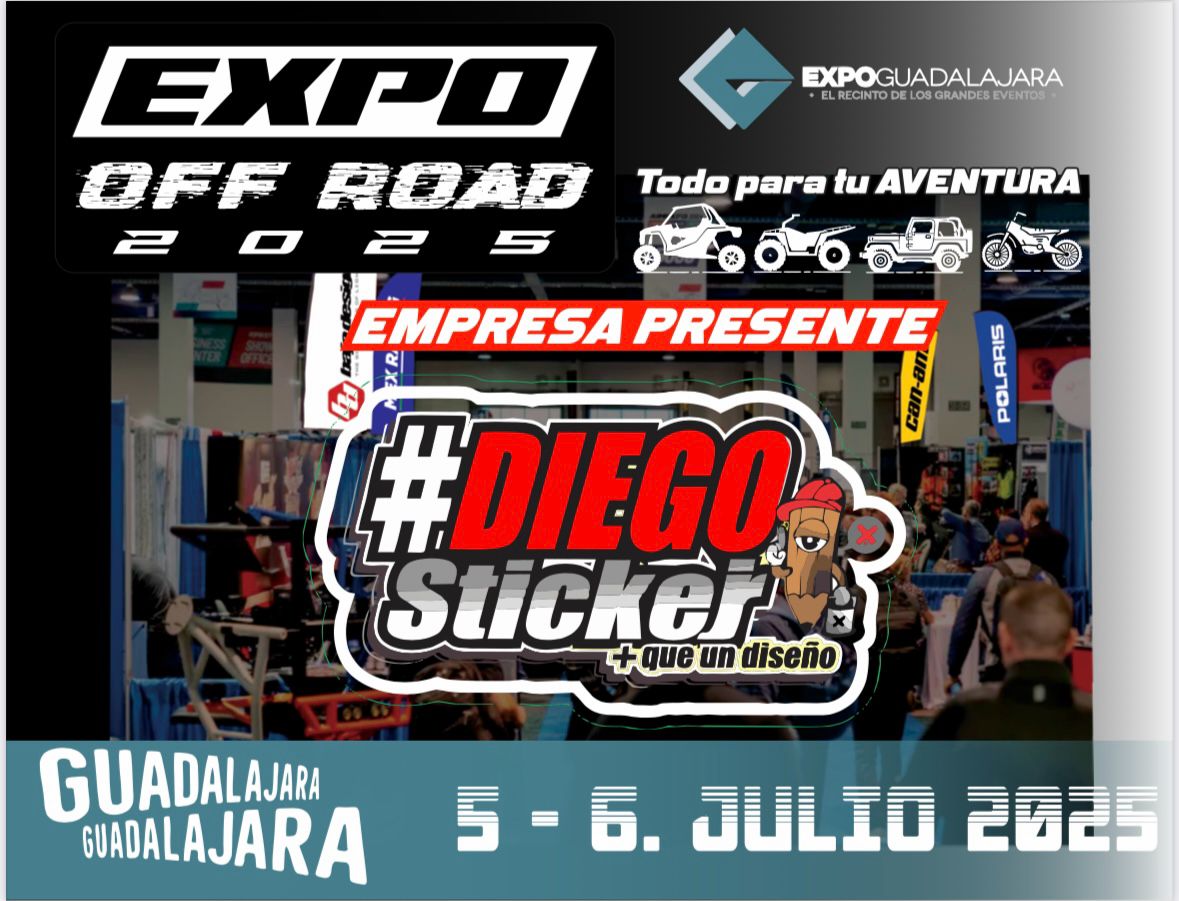 EXPO
OFF ROAD
2025
EXPOGUADALAJARA
• EL RECINTO DE LOS GRANDES EVENTOS •
Todo para tu AVENTURA
EMPRESA PRESENTE
can-am
POLARIS
#DIEGO
Sticker
+ que un diseño
GUADALAJARA
GUADALAJARA
5 - 6. JULIO 2025